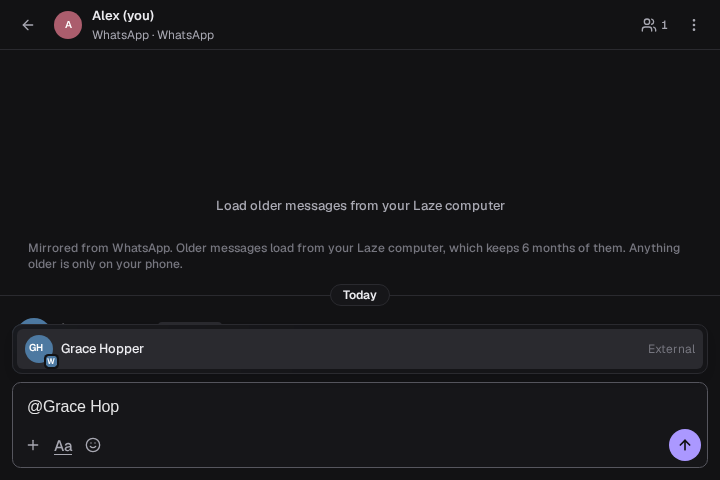 A
Alex (you)
WhatsApp · WhatsApp
1
Load older messages from your Laze computer
Mirrored from WhatsApp. Older messages load from your Laze computer, which keeps 6 months of them. Anything
older is only on your phone.
Today
GH
W
Grace Hopper
External
@Grace Hop
Aa